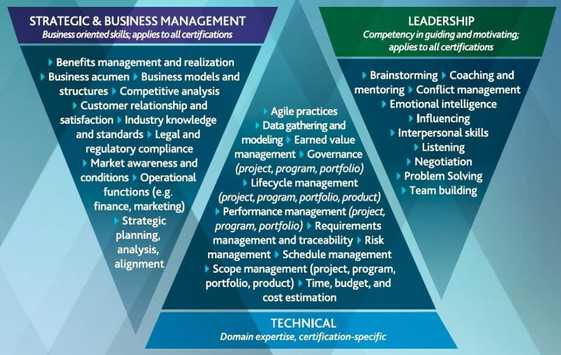 STRATEGIC & BUSINESS MANAGEMENT
Business oriented skills; applies to all certifications
Benefits management and realization
Business acumen Business models and
structures Competitive analysis
Customer relationship and
satisfaction Industry knowledge
and standards Legal and
regulatory compliance
Market awareness and
conditions Operational
functions (e.g.
finance, marketing)
Strategic
planning,
analysis,
alignment
Agile practices
Data gathering and
modeling Earned value
management Governance
(project, program, portfolio)
Lifecycle management
(project, program, portfolio, product)
Performance management (project,
program, portfolio) Requirements
management and traceability Risk
management Schedule management
Scope management (project, program,
portfolio, product) Time, budget, and
cost estimation
TECHNICAL
Domain expertise, certification-specific
LEADERSHIP
Competency in guiding and motivating;
applies to all certifications
Brainstorming Coaching and
mentoring Conflict management
Emotional intelligence
Influencing
Interpersonal skills
Listening
Negotiation
Problem Solving
Team building